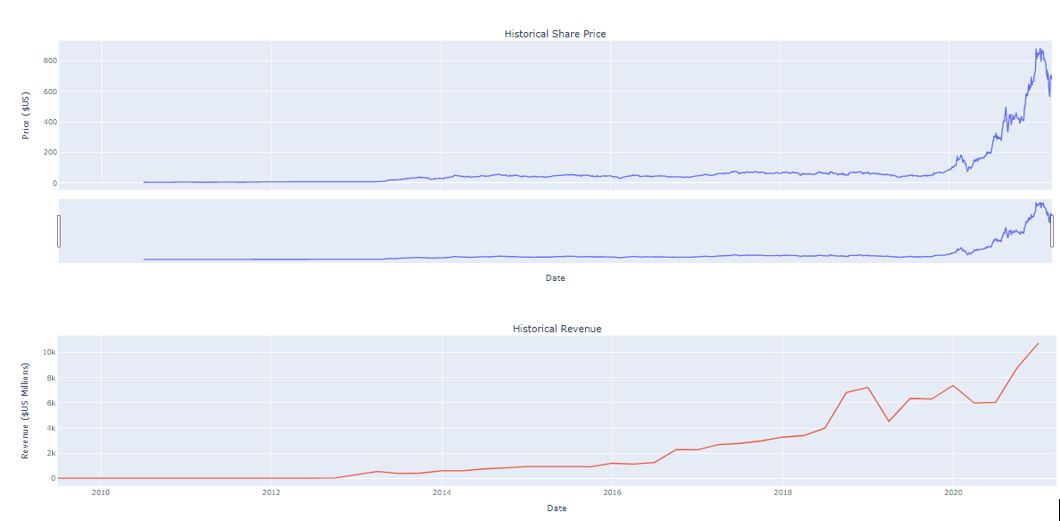 Historical Share Price
800
600
400
200
0
Price ($US)
Date
Historical Revenue
10k
8k
6k
4k
2k
0
Revenue ($US Millions)
2010 2012 2014 2016 2018 2020
Date